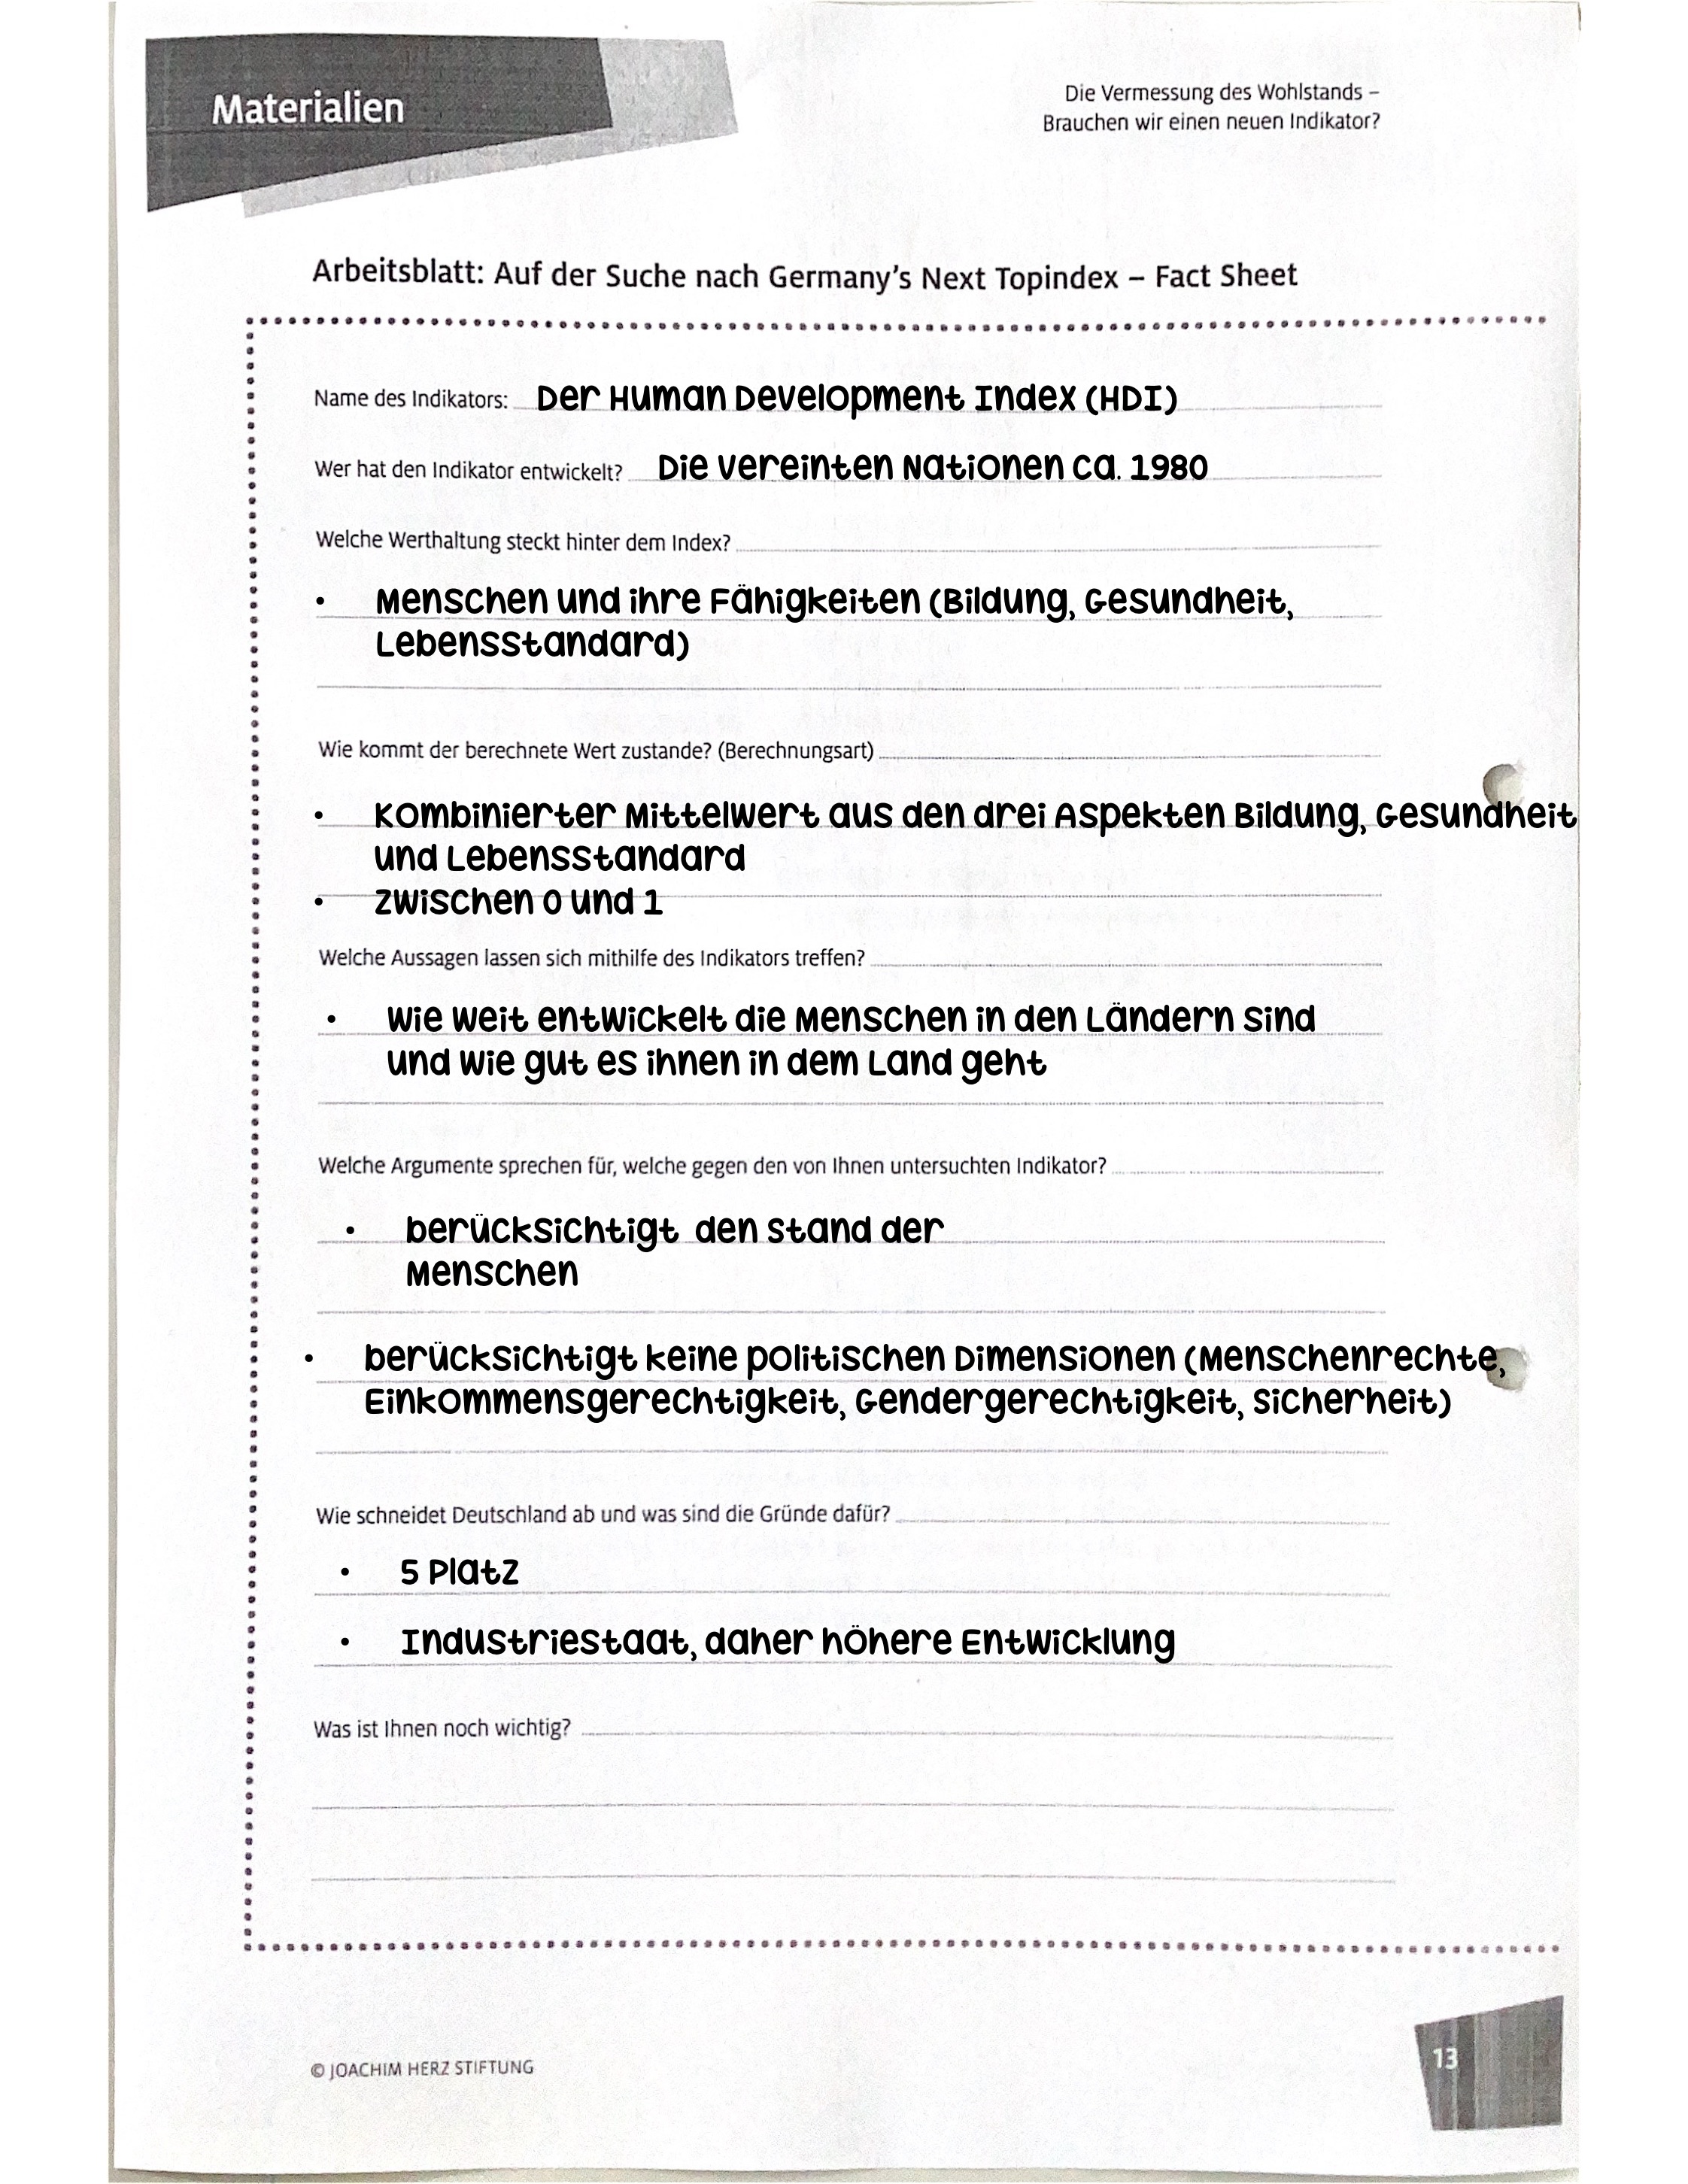 Materialien
Die Vermessung des Wohlstands –
Brauchen wir einen neuen Indikator?
Arbeitsblatt: Auf der Suche nach Germany's Next Topindex – Fact Sheet
Name des Indikators: Der Human Development Index (HDI)
Wer hat den Indikator entwickelt? Die Vereinten Nationen ca. 1980
Welche Werthaltung steckt hinter dem Index?
• Menschen und ihre Fähigkeiten (Bildung, Gesundheit,
Lebensstandard)
Wie kommt der berechnete Wert zustande? (Berechnungsart)
• Kombinierter Mittelwert aus den drei Aspekten Bildung, Gesundheit
und Lebensstandard
• Zwischen 0 und 1
Welche Aussagen lassen sich mithilfe des Indikators treffen?
• Wie weit entwickelt die Menschen in den Ländern sind
und wie gut es ihnen in dem Land geht
Welche Argumente sprechen für, welche gegen den von Ihnen untersuchten Indikator?
• berücksichtigt den Stand der
Menschen
• berücksichtigt keine politischen Dimensionen (Menschenrechte,
Einkommensgerechtigkeit, Gendergerechtigkeit, Sicherheit)
Wie schneidet Deutschland ab und was sind die Gründe dafür?
• 5 Platz
• Industriestaat, daher höhere Entwicklung
Was ist Ihnen noch wichtig?
© JOACHIM HERZ STIFTUNG
13